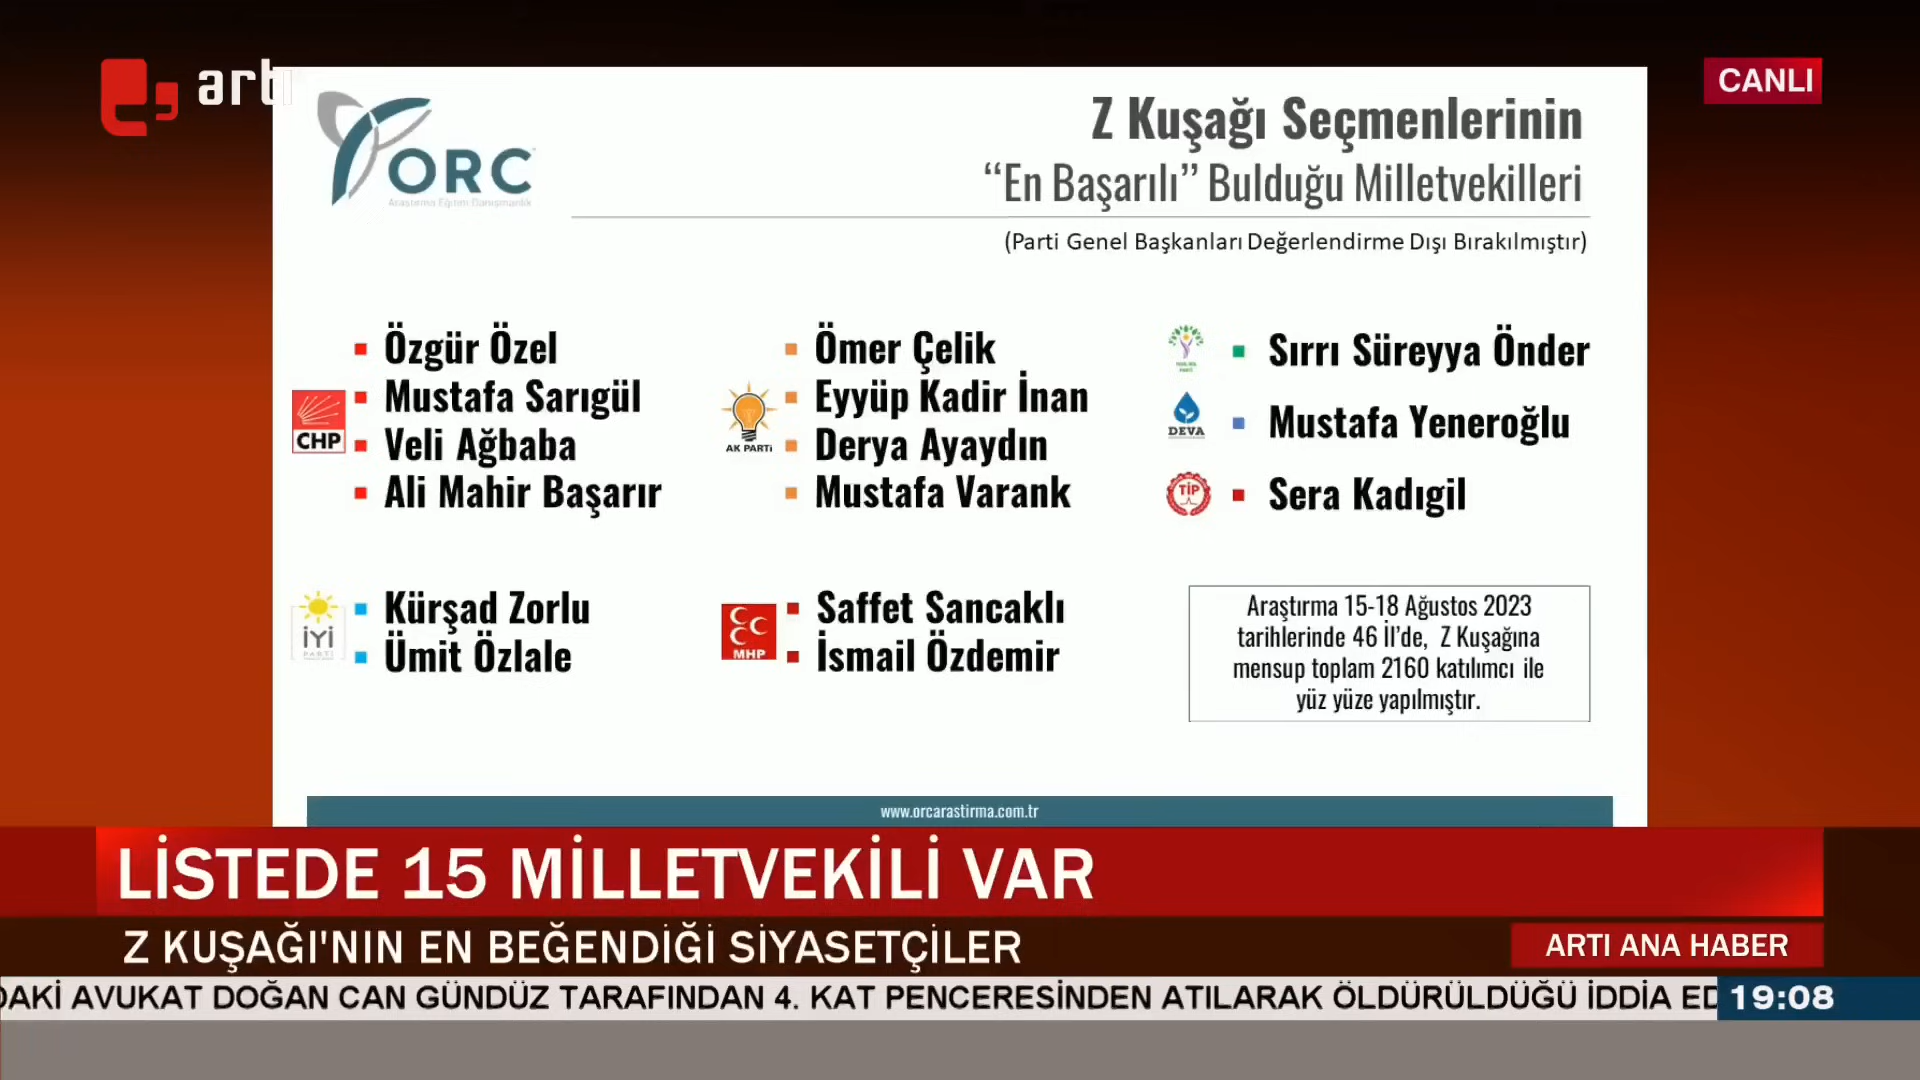 artı
CANLI
ORC
Araştırma Eğitim Danışmanlık
Z Kuşağı Seçmenlerinin
“En Başarılı” Bulduğu Milletvekilleri
(Parti Genel Başkanları Değerlendirme Dışı Bırakılmıştır)
CHP
Özgür Özel
Mustafa Sarıgül
Veli Ağbaba
Ali Mahir Başarır
AK PARTİ
Ömer Çelik
Eyyüp Kadir İnan
Derya Ayaydın
Mustafa Varank
Sırrı Süreyya Önder
DEVA
Mustafa Yeneroğlu
TİP
Sera Kadıgil
İYİ
PARTİ
Kürşad Zorlu
Ümit Özlale
MHP
Saffet Sancaklı
İsmail Özdemir
Araştırma 15-18 Ağustos 2023
tarihlerinde 46 İl’de, Z Kuşağına
mensup toplam 2160 katılımcı ile
yüz yüze yapılmıştır.
www.orcarastirma.com.tr
LİSTEDE 15 MİLLETVEKİLİ VAR
Z KUŞAĞI'NIN EN BEĞENDİĞİ SİYASETÇİLER
ARTI ANA HABER
DAKİ AVUKAT DOĞAN CAN GÜNDÜZ TARAFINDAN 4. KAT PENCERESİNDEN ATILARAK ÖLDÜRÜLDÜĞÜ İDDİA ED
19:08